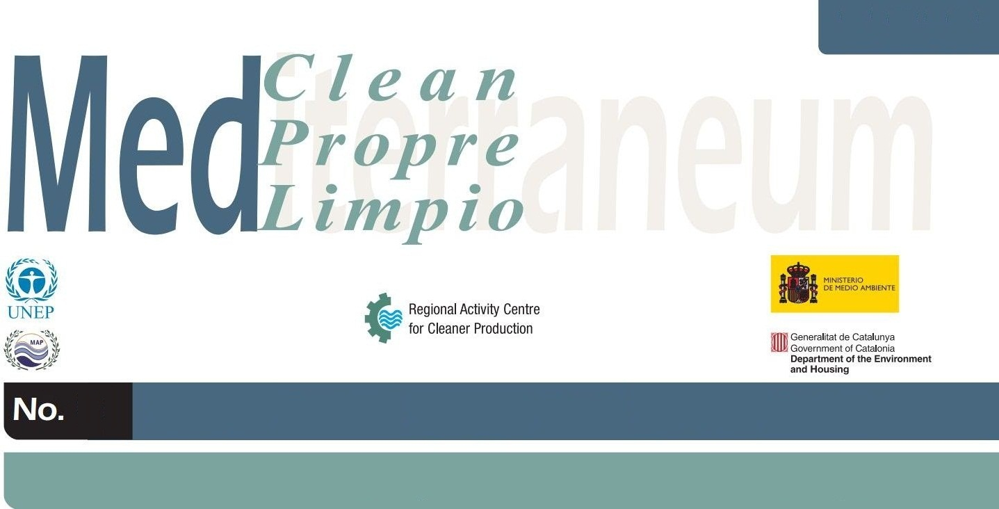 Mediterraneum
Clean
Propre
Limpio
UNEP
MAP
Regional Activity Centre
for Cleaner Production
MINISTERIO
DE MEDIO AMBIENTE
Generalitat de Catalunya
Government of Catalonia
Department of the Environment
and Housing
No.